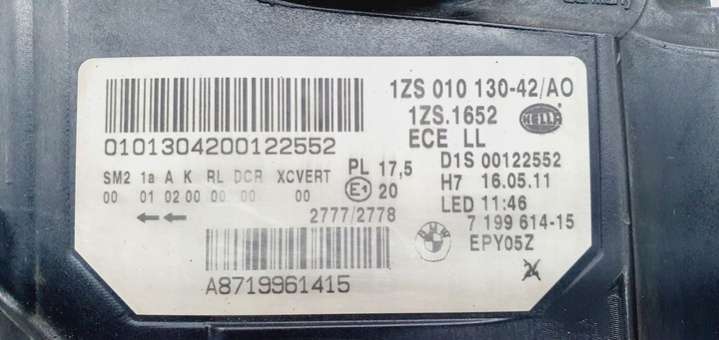 1ZS 010 130-42/AO
0101304200122552
1ZS.1652
HELLA
ECE LL
SM2 1a A K RL DCR XCVERT
00 01 02 00 00 00 00
PL 17,5
E1 20
D1S 00122552
H7 16.05.11
LED 11:46
2777/2778
BMW
7 199 614-15
EPY05Z
A8719961415